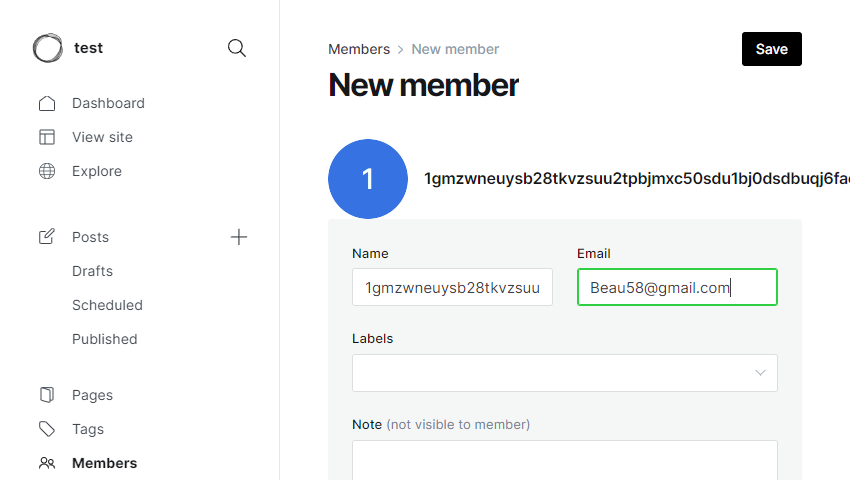 test
Dashboard
View site
Explore
Posts
Drafts
Scheduled
Published
Pages
Tags
Members
Members > New member
Save
New member
1
Name
Email
1gmzwneuysb28tkvzsuu
Beau58@gmail.com
Labels
Note (not visible to member)